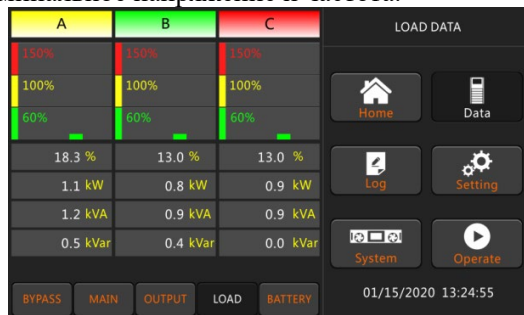 A B C LOAD DATA
150% 150% 150%
100% 100% 100%
60% 60% 60%
Home Data
18.3 % 13.0 % 13.0 %
1.1 kW 0.8 kW 0.9 kW
Log Setting
1.2 kVA 0.9 kVA 0.9 kVA
0.5 kVar 0.4 kVar 0.0 kVar
System Operate
BYPASS MAIN OUTPUT LOAD BATTERY 01/15/2020 13:24:55